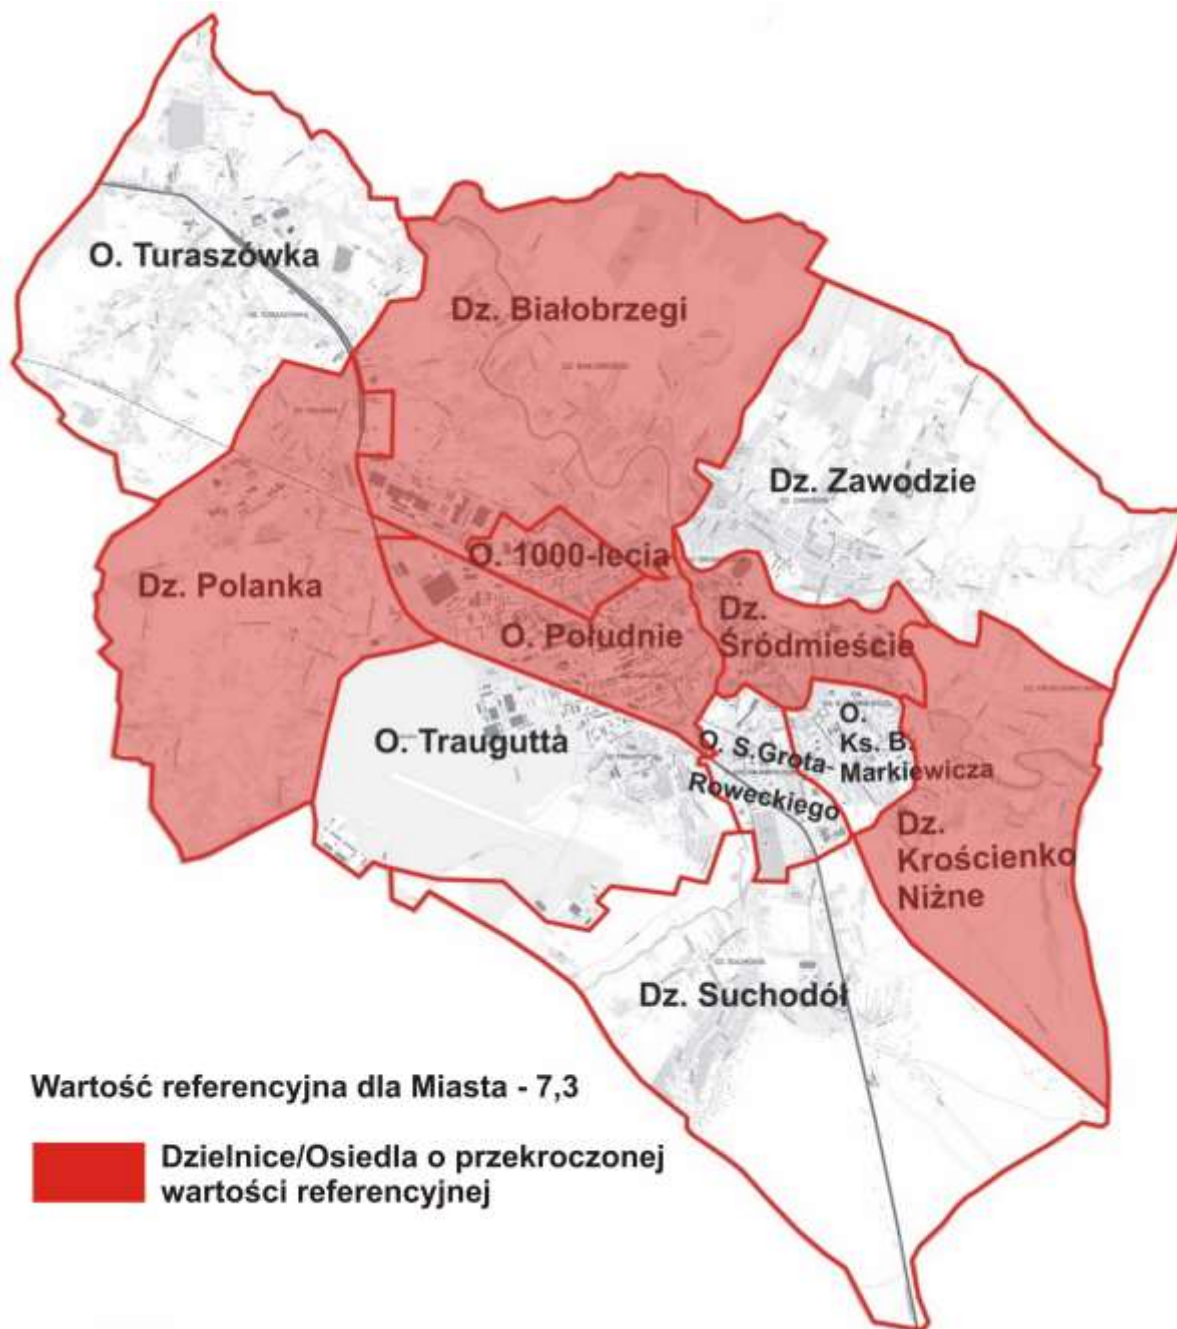 O. Turaszówka
Dz. Białobrzegi
Dz. Zawodzie
O. 1000-lecia
Dz. Polanka
Dz.
Śródmieście
O. Południe
O. Traugutta
O. S.Grota-
Roweckiego
O.
Ks. B.
Markiewicza
Dz.
Krościenko
Niżne
Dz. Suchodół
Wartość referencyjna dla Miasta - 7,3
Dzielnice/Osiedla o przekroczonej
wartości referencyjnej